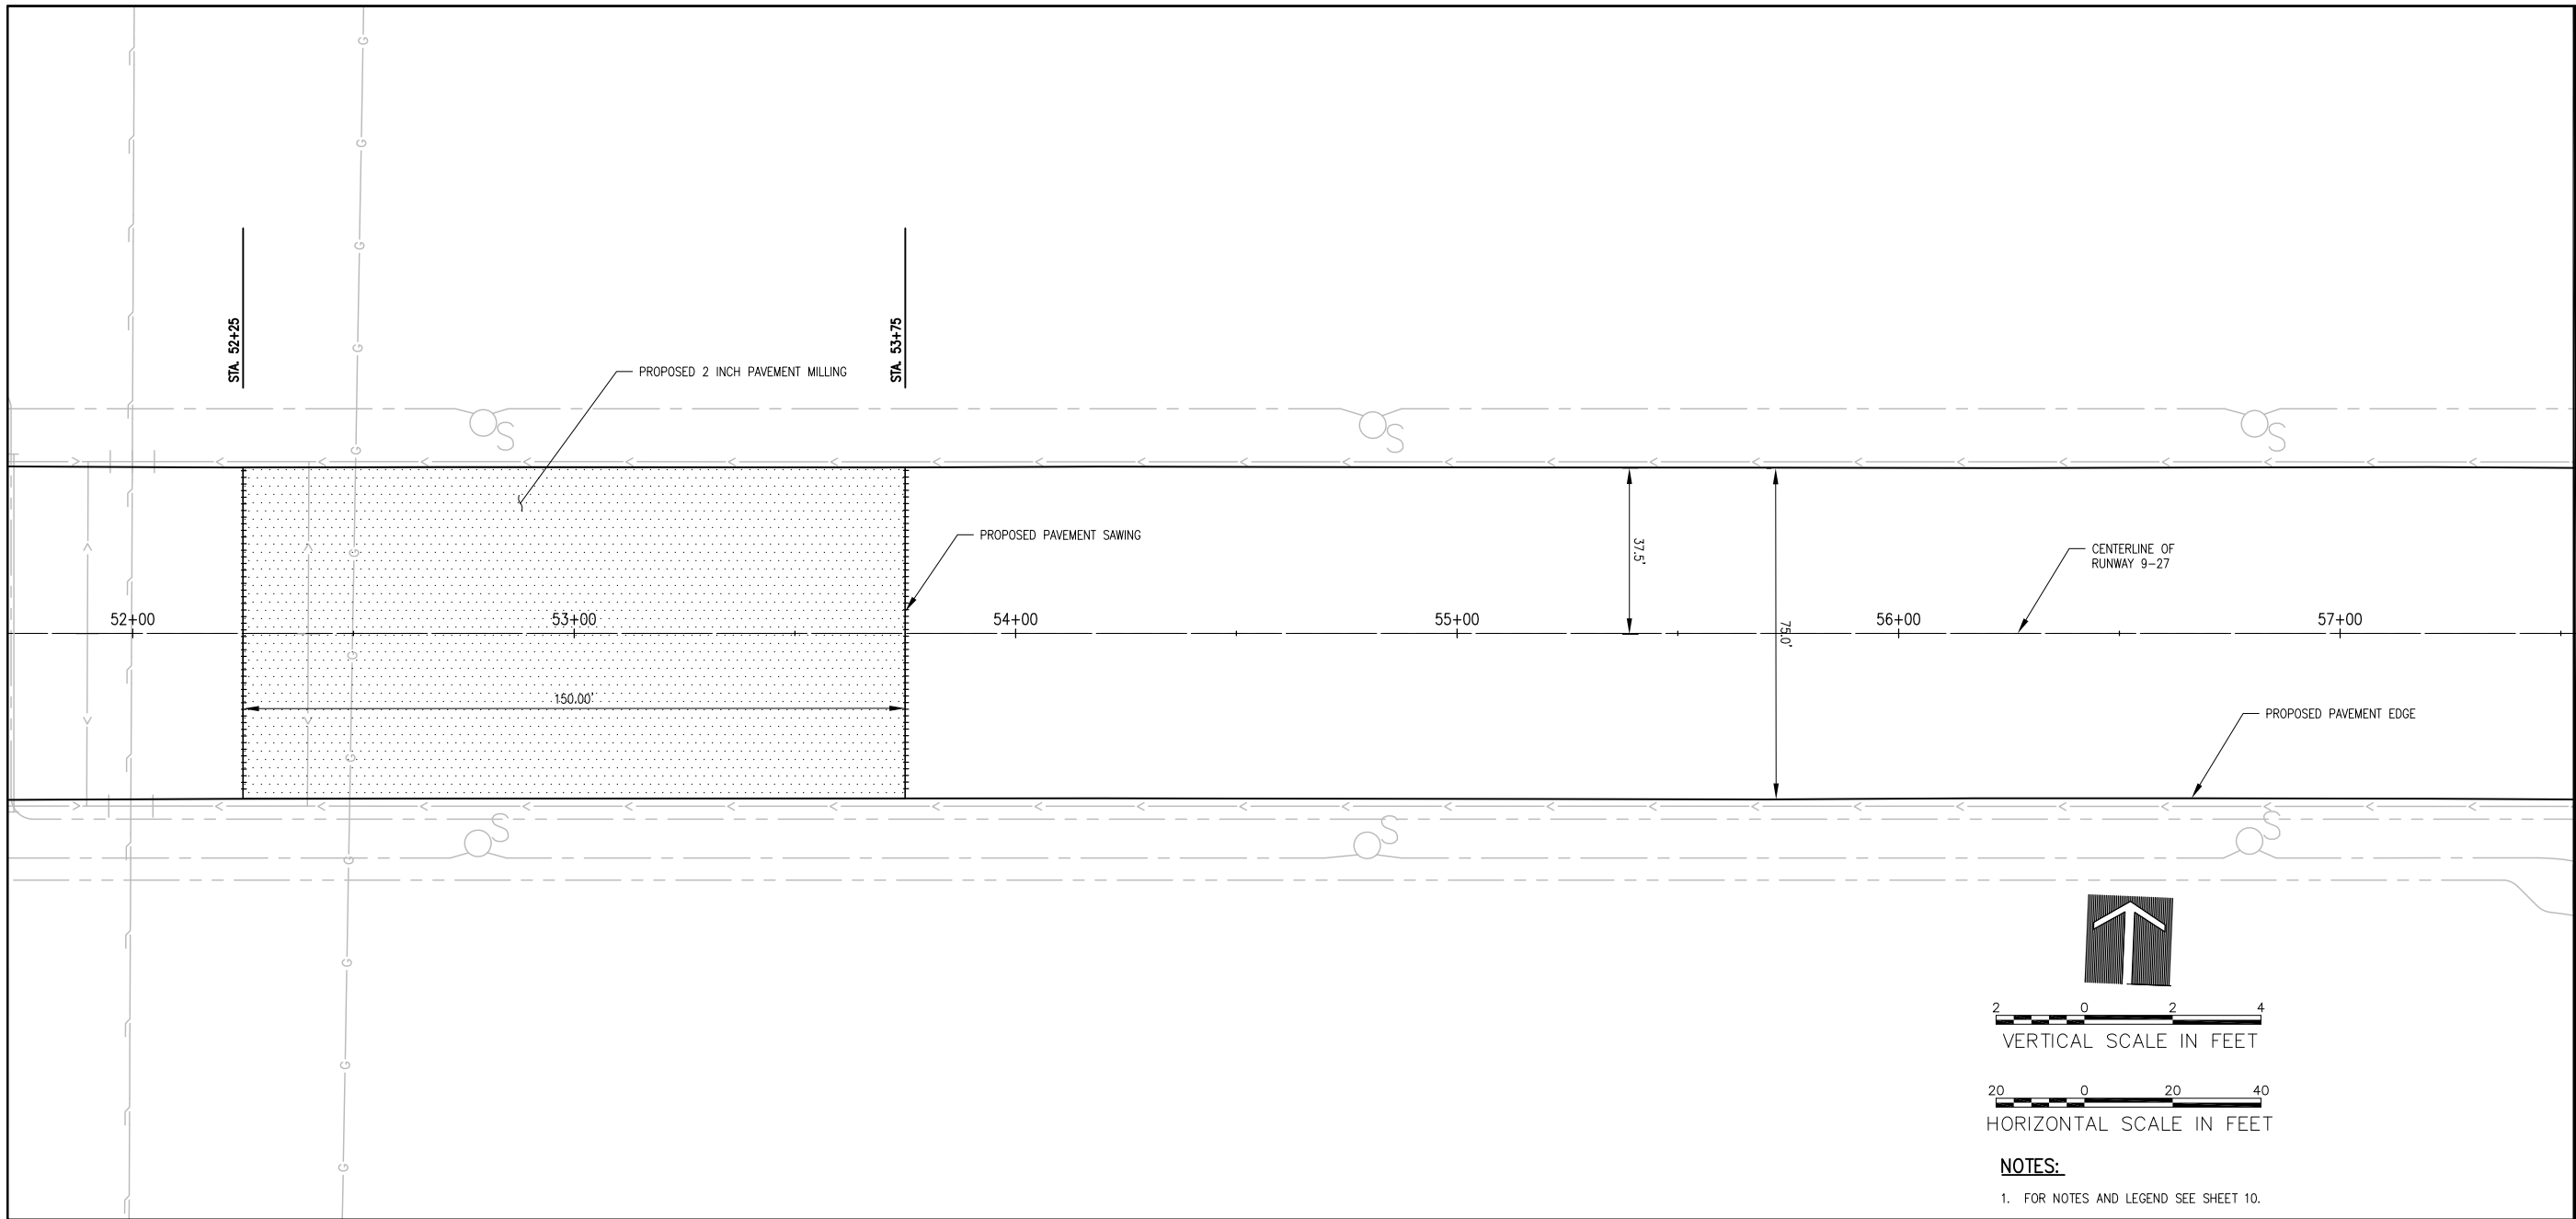 STA. 52+25
STA. 53+75
PROPOSED 2 INCH PAVEMENT MILLING
S
S
S
PROPOSED PAVEMENT SAWING
37.5'
CENTERLINE OF
RUNWAY 9-27
52+00
53+00
54+00
55+00
56+00
57+00
75.0'
150.00'
PROPOSED PAVEMENT EDGE
S
S
S
G
G
G
G
G
G
G
G
G
G
G
G
2 0 2 4
VERTICAL SCALE IN FEET
20 0 20 40
HORIZONTAL SCALE IN FEET
NOTES:
1. FOR NOTES AND LEGEND SEE SHEET 10.